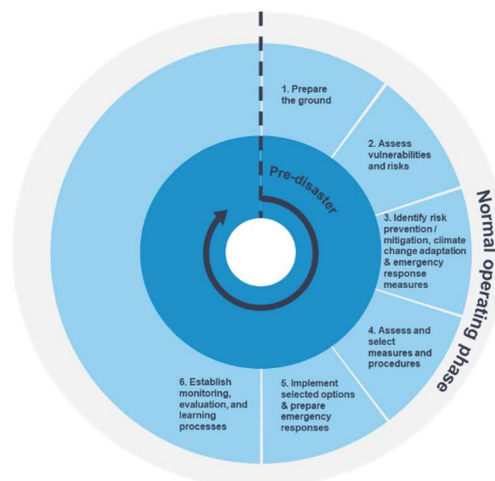 1. Prepare
the ground
2. Assess
vulnerabilities
and risks
3. Identify risk
prevention /
mitigation, climate
change adaptation
& emergency
response
measures
4. Assess and
select
measures and
procedures
5. Implement
selected options
& prepare
emergency
responses
6. Establish
monitoring,
evaluation, and
learning
processes
Pre-disaster
Normal operating phase